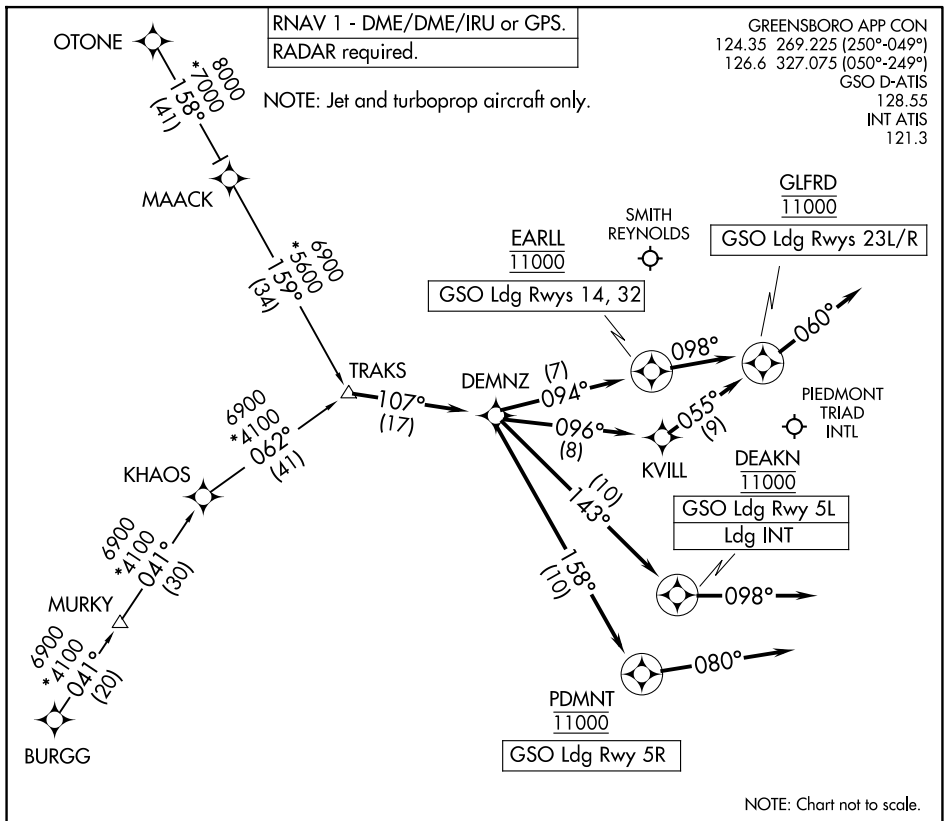 RNAV 1 - DME/DME/IRU or GPS.
RADAR required.
NOTE: Jet and turboprop aircraft only.
GREENSBORO APP CON
124.35 269.225 (250°-049°)
126.6 327.075 (050°-249°)
GSO D-ATIS
128.55
INT ATIS
121.3
OTONE
8000
*7000
158°
(41)
MAACK
6900
*5600
159°
(34)
TRAKS
107°
(17)
DEMNZ
EARLL
11000
GSO Ldg Rwys 14, 32
SMITH
REYNOLDS
GLFRD
11000
GSO Ldg Rwys 23L/R
(7)
094°
098°
060°
096°
(8)
KVILL
055°
(9)
PIEDMONT
TRIAD
INTL
DEAKN
11000
GSO Ldg Rwy 5L
Ldg INT
(10)
143°
098°
158°
(10)
080°
PDMNT
11000
GSO Ldg Rwy 5R
6900
*4100
062°
(41)
KHAOS
6900
*4100
041°
(30)
MURKY
6900
*4100
041°
(20)
BURGG
NOTE: Chart not to scale.